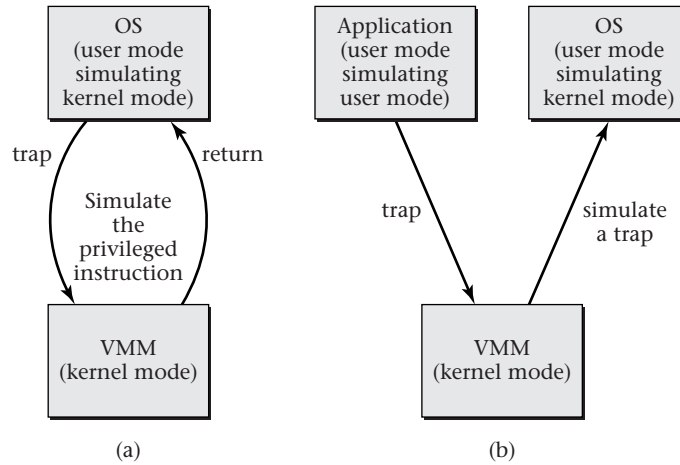 OS
(user mode
simulating
kernel mode)
trap
return
Simulate
the
privileged
instruction
VMM
(kernel mode)
(a)
Application
(user mode
simulating
user mode)
OS
(user mode
simulating
kernel mode)
trap
simulate
a trap
VMM
(kernel mode)
(b)